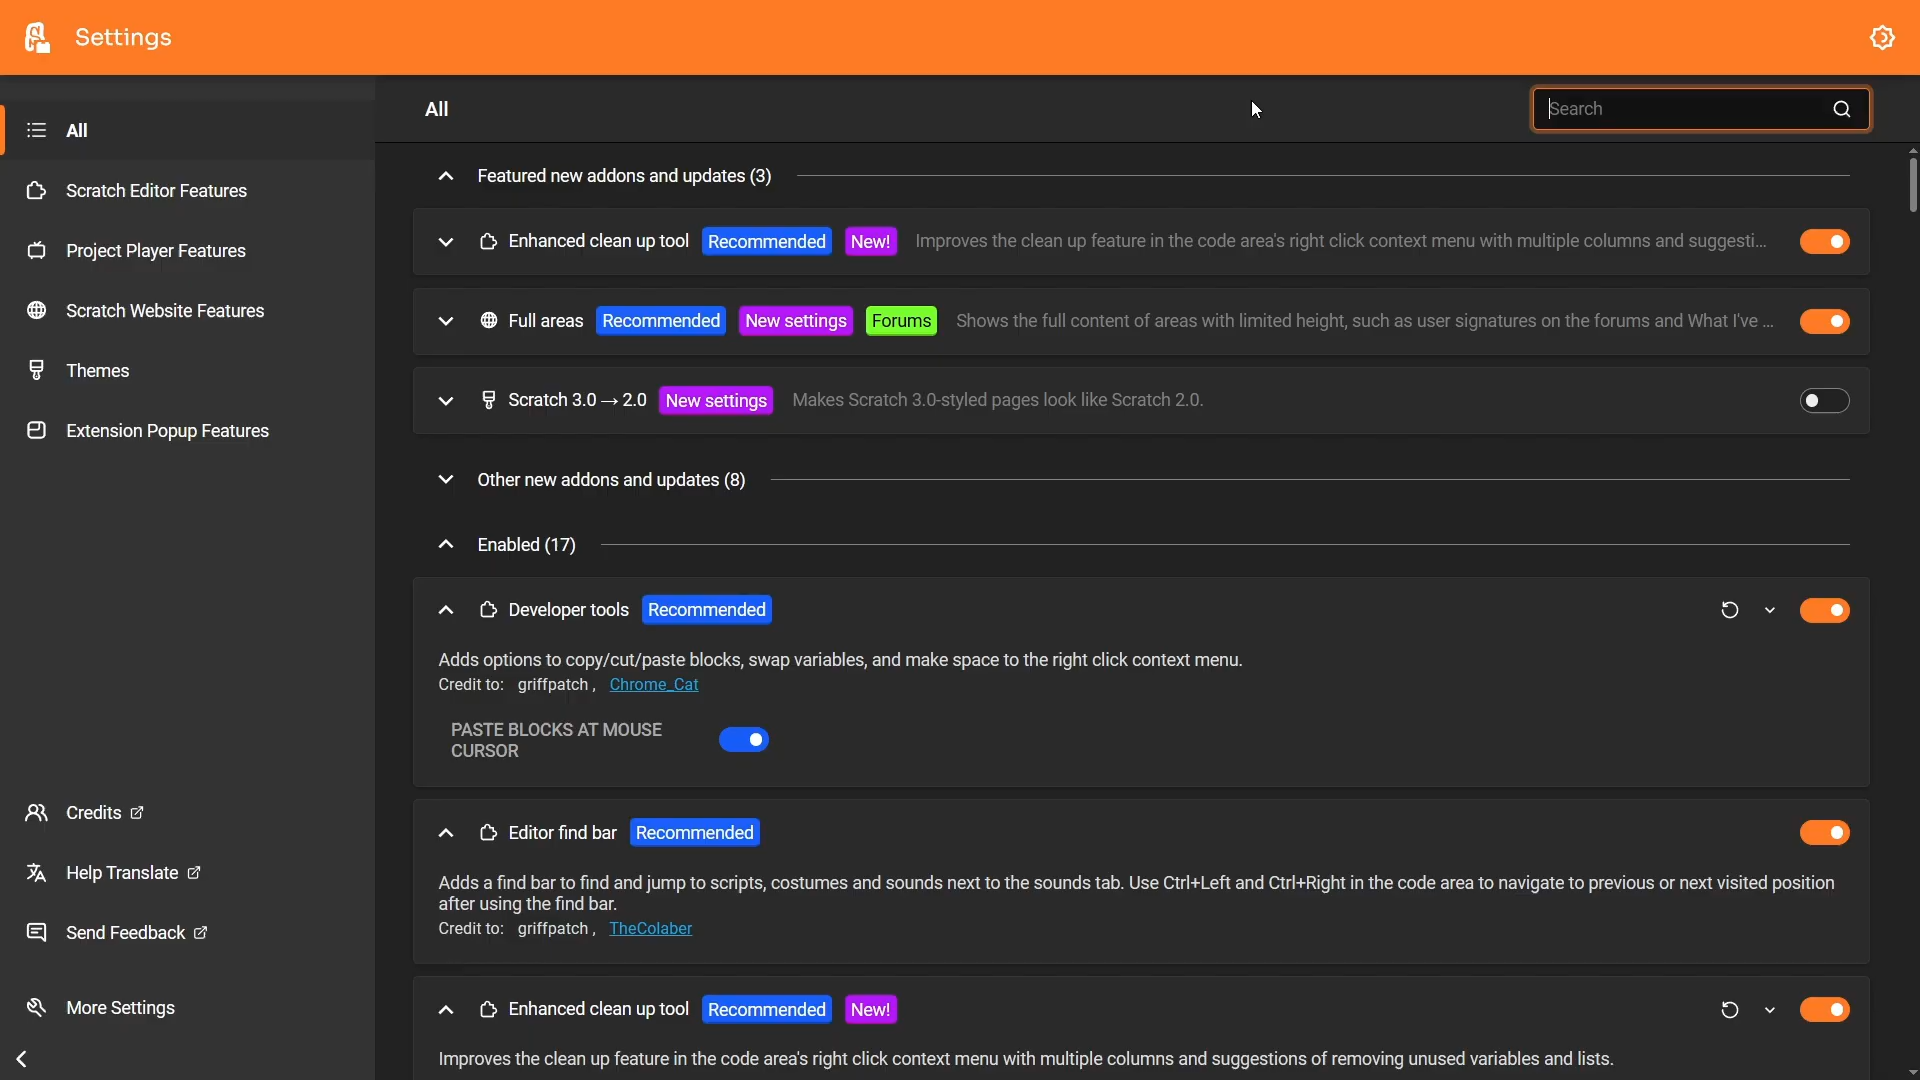 Settings
All
Search
All
Scratch Editor Features
Project Player Features
Scratch Website Features
Themes
Extension Popup Features
Credits
Help Translate
Send Feedback
More Settings
Featured new addons and updates (3)
Enhanced clean up tool Recommended New! Improves the clean up feature in the code area's right click context menu with multiple columns and suggesti...
Full areas Recommended New settings Forums Shows the full content of areas with limited height, such as user signatures on the forums and What I've ...
Scratch 3.0 → 2.0 New settings Makes Scratch 3.0-styled pages look like Scratch 2.0.
Other new addons and updates (8)
Enabled (17)
Developer tools Recommended
Adds options to copy/cut/paste blocks, swap variables, and make space to the right click context menu.
Credit to: griffpatch , Chrome_Cat
PASTE BLOCKS AT MOUSE
CURSOR
Editor find bar Recommended
Adds a find bar to find and jump to scripts, costumes and sounds next to the sounds tab. Use Ctrl+Left and Ctrl+Right in the code area to navigate to previous or next visited position
after using the find bar.
Credit to: griffpatch , TheColaber
Enhanced clean up tool Recommended New!
Improves the clean up feature in the code area's right click context menu with multiple columns and suggestions of removing unused variables and lists.